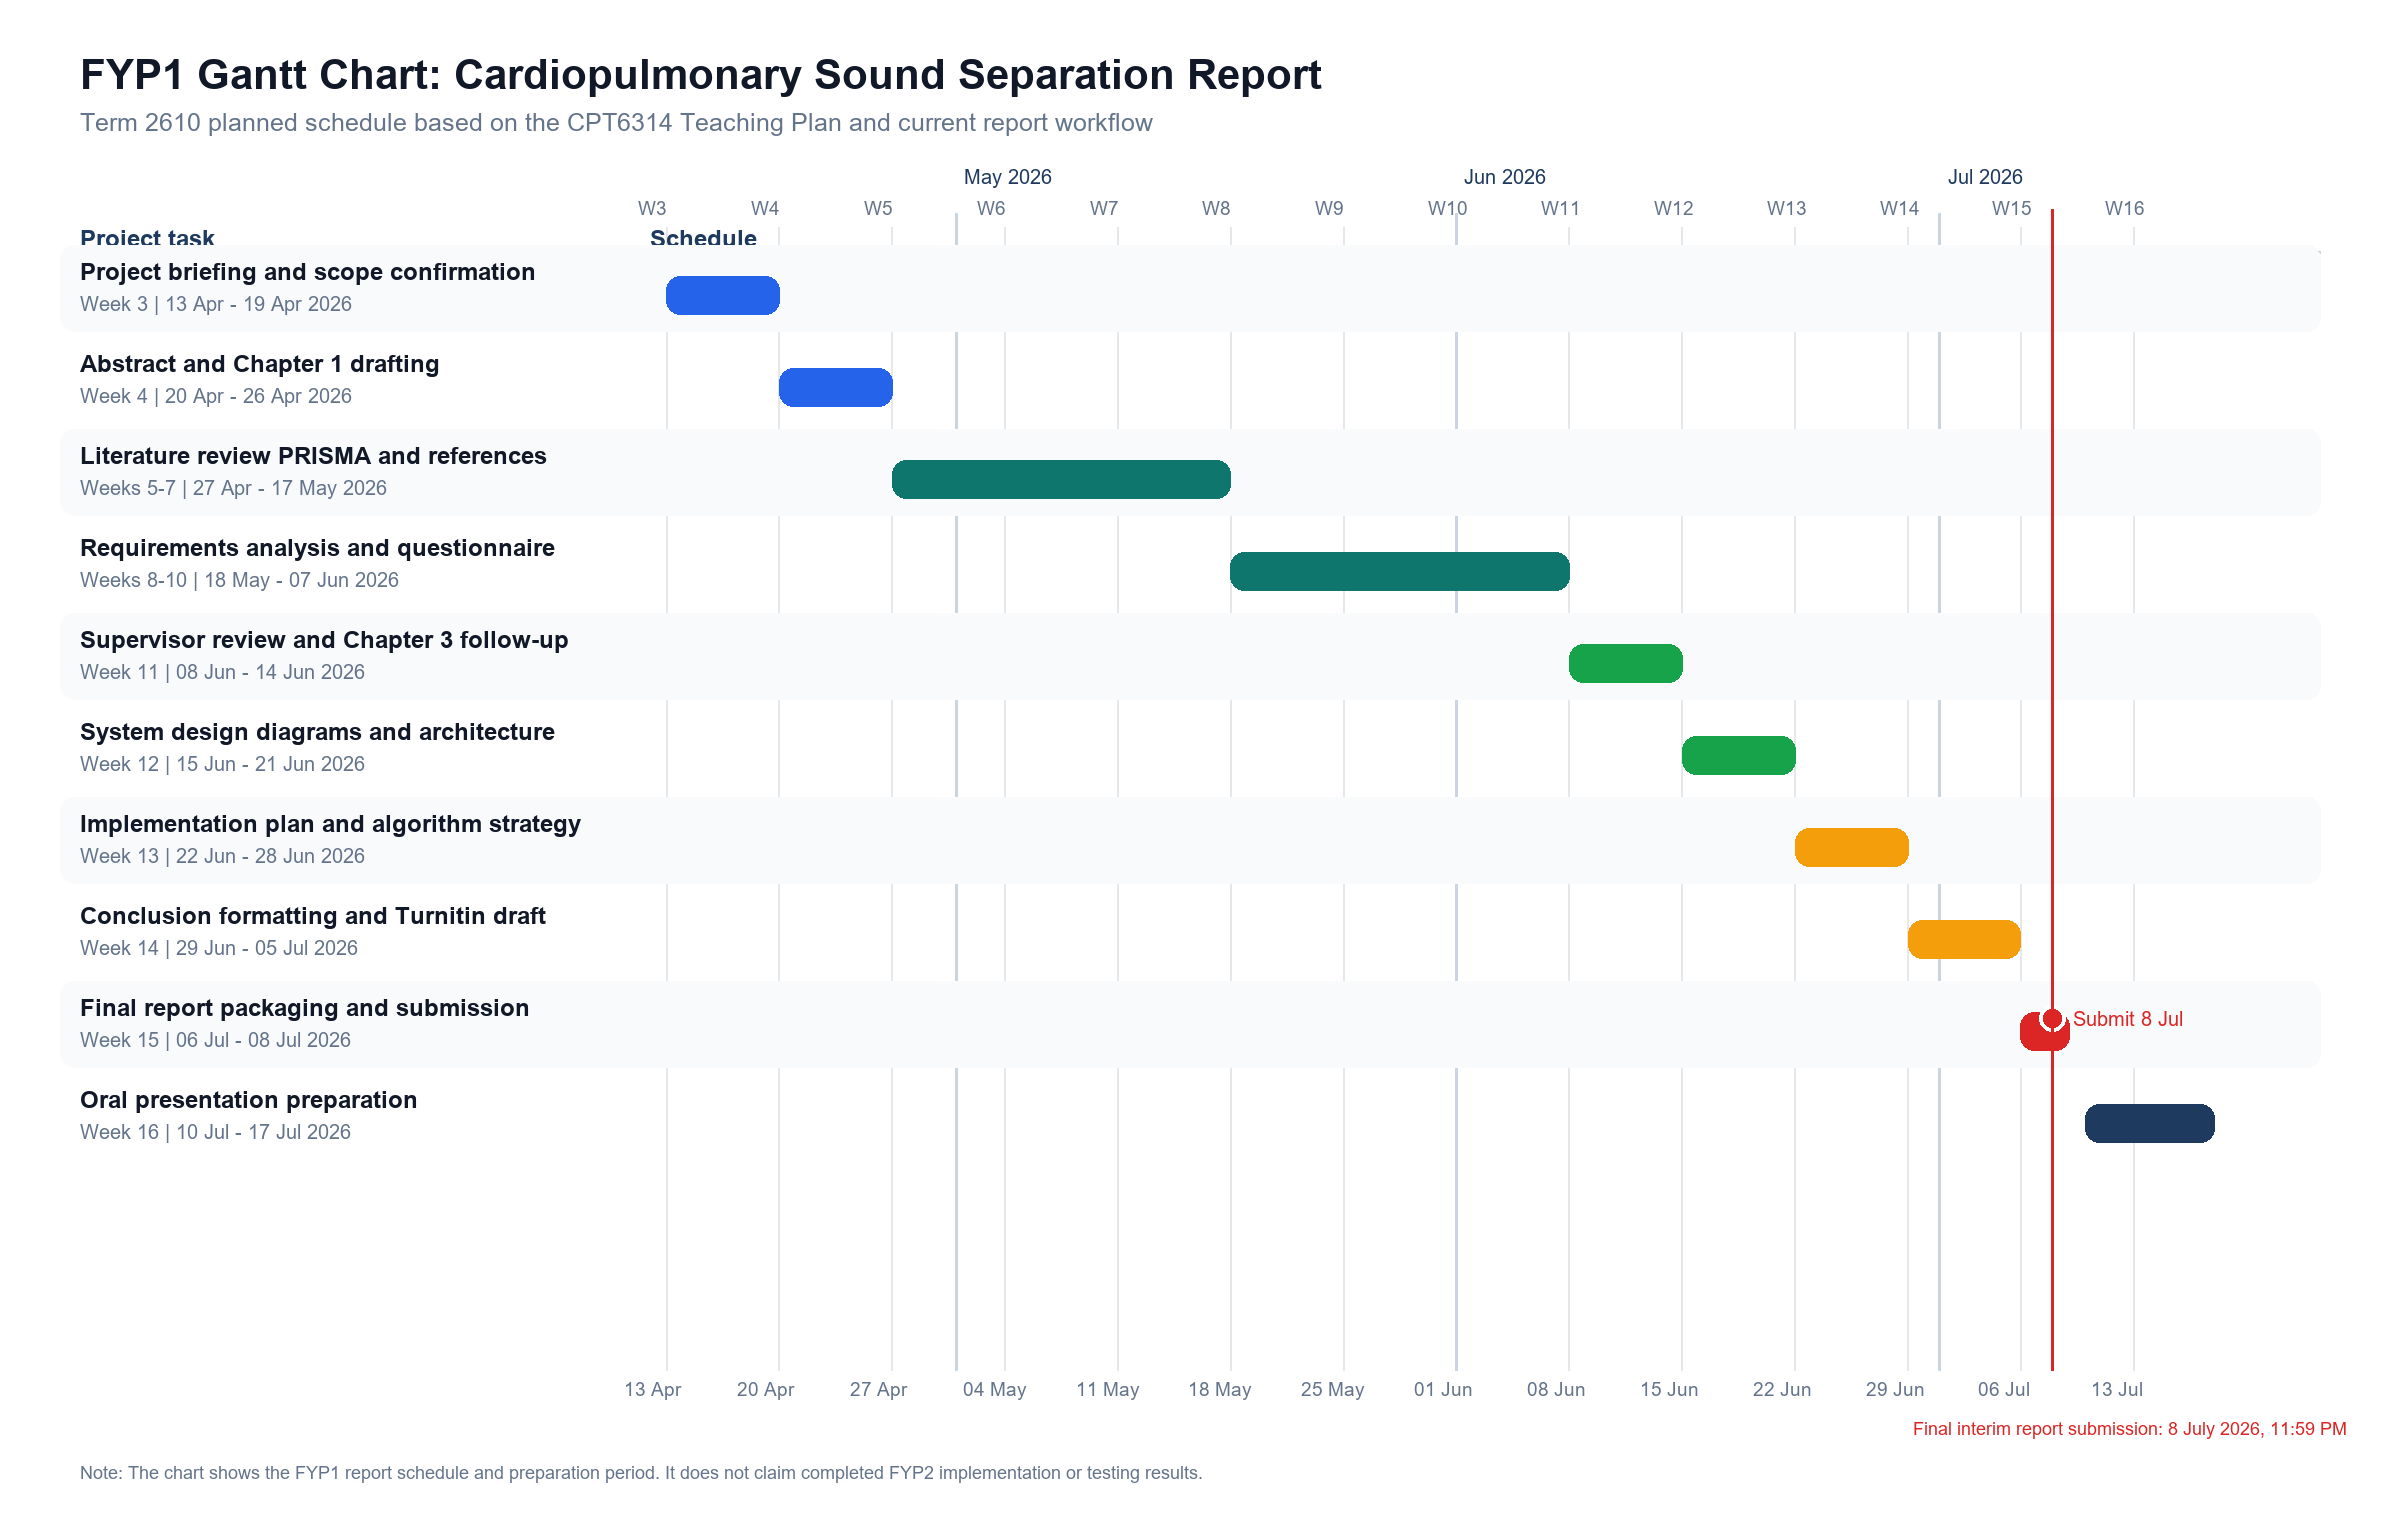 FYP1 Gantt Chart: Cardiopulmonary Sound Separation Report
Term 2610 planned schedule based on the CPT6314 Teaching Plan and current report workflow
May 2026 Jun 2026 Jul 2026
W3 W4 W5 W6 W7 W8 W9 W10 W11 W12 W13 W14 W15 W16
Project task Schedule
Project briefing and scope confirmation
Week 3 | 13 Apr - 19 Apr 2026
Abstract and Chapter 1 drafting
Week 4 | 20 Apr - 26 Apr 2026
Literature review PRISMA and references
Weeks 5-7 | 27 Apr - 17 May 2026
Requirements analysis and questionnaire
Weeks 8-10 | 18 May - 07 Jun 2026
Supervisor review and Chapter 3 follow-up
Week 11 | 08 Jun - 14 Jun 2026
System design diagrams and architecture
Week 12 | 15 Jun - 21 Jun 2026
Implementation plan and algorithm strategy
Week 13 | 22 Jun - 28 Jun 2026
Conclusion formatting and Turnitin draft
Week 14 | 29 Jun - 05 Jul 2026
Final report packaging and submission
Submit 8 Jul
Week 15 | 06 Jul - 08 Jul 2026
Oral presentation preparation
Week 16 | 10 Jul - 17 Jul 2026
13 Apr 20 Apr 27 Apr 04 May 11 May 18 May 25 May 01 Jun 08 Jun 15 Jun 22 Jun 29 Jun 06 Jul 13 Jul
Final interim report submission: 8 July 2026, 11:59 PM
Note: The chart shows the FYP1 report schedule and preparation period. It does not claim completed FYP2 implementation or testing results.